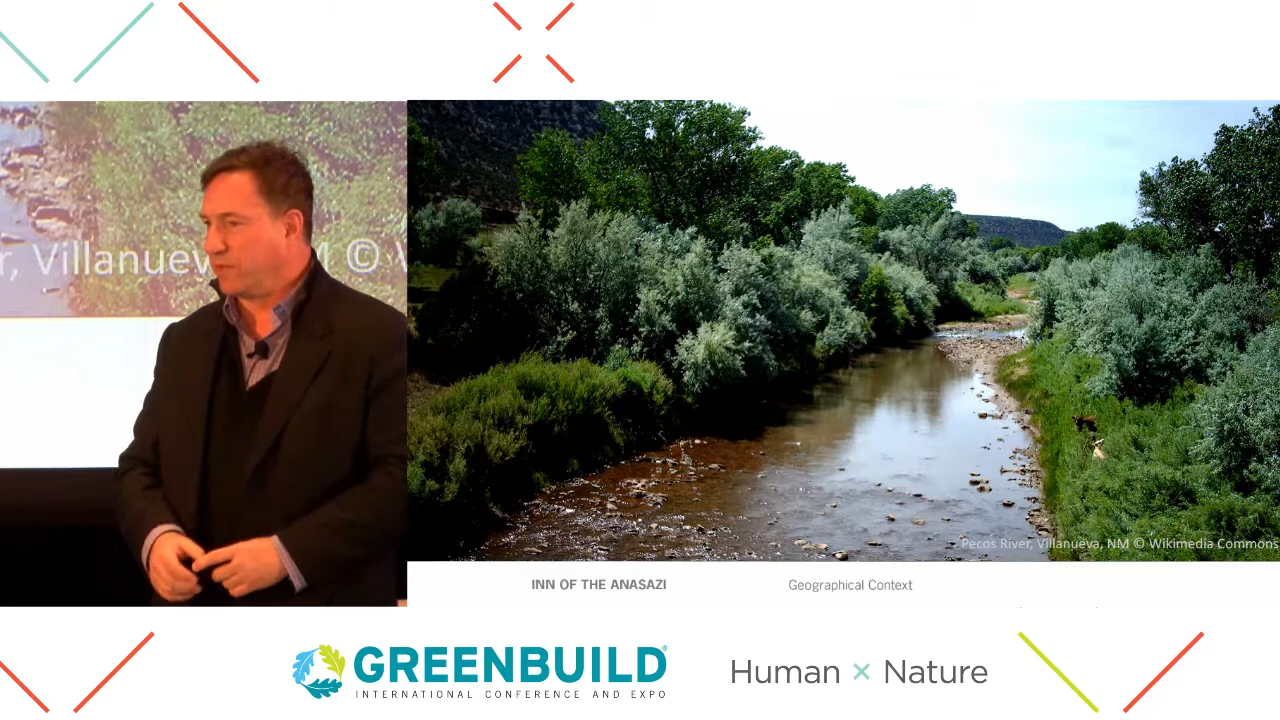 r, Villanuev M © V
Pecos River, Villanueva, NM © Wikimedia Commons
INN OF THE ANASAZI
Geographical Context
GREENBUILD®
INTERNATIONAL CONFERENCE AND EXPO
Human × Nature